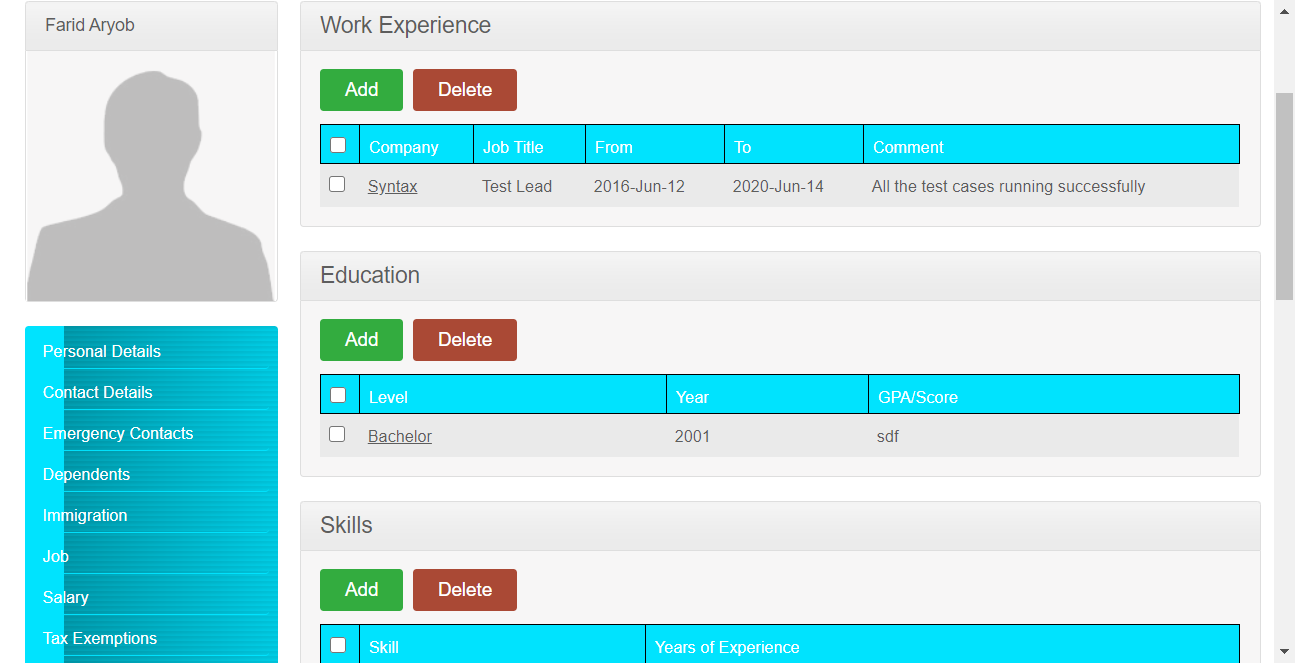 Farid Aryob
Personal Details
Contact Details
Emergency Contacts
Dependents
Immigration
Job
Salary
Tax Exemptions
Work Experience
Add Delete
Company Job Title From To Comment
Syntax Test Lead 2016-Jun-12 2020-Jun-14 All the test cases running successfully
Education
Add Delete
Level Year GPA/Score
Bachelor 2001 sdf
Skills
Add Delete
Skill Years of Experience